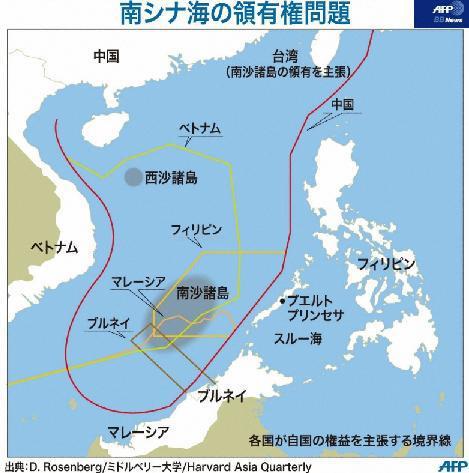 南シナ海の領有権問題
AFP
BB News
中国
台湾
(南沙諸島の領有を主張)
中国
ベトナム
西沙諸島
フィリピン
ベトナム
マレーシア
南沙諸島
フィリピン
プエルト
プリンセサ
ブルネイ
スルー海
ブルネイ
マレーシア
各国が自国の権益を主張する境界線
出典:D. Rosenberg/ミドルベリー大学/Harvard Asia Quarterly
AFP